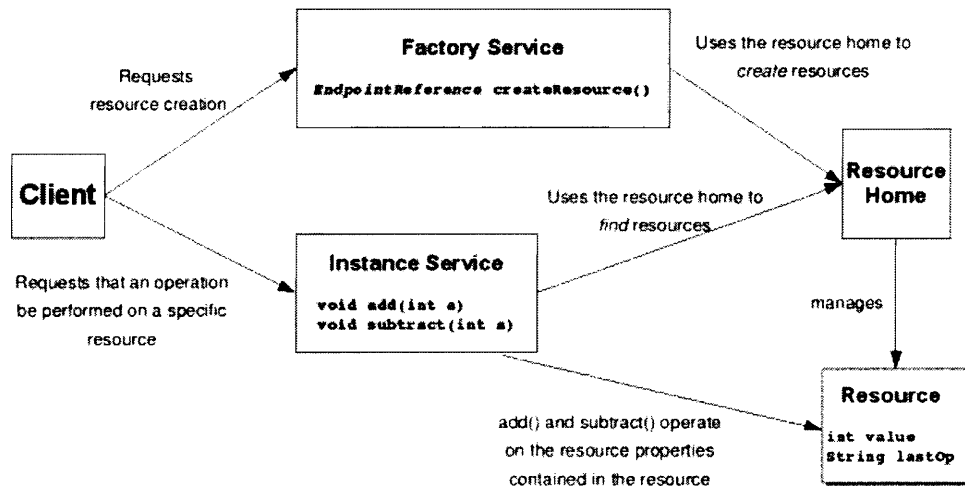 Factory Service
EndpointReference createResource()
Requests
resource creation
Uses the resource home to
create resources
Client
Resource
Home
Uses the resource home to
find resources
Instance Service
void add(int a)
void subtract(int a)
Requests that an operation
be performed on a specific
resource
manages
Resource
int value
String lastOp
add() and subtract() operate
on the resource properties
contained in the resource